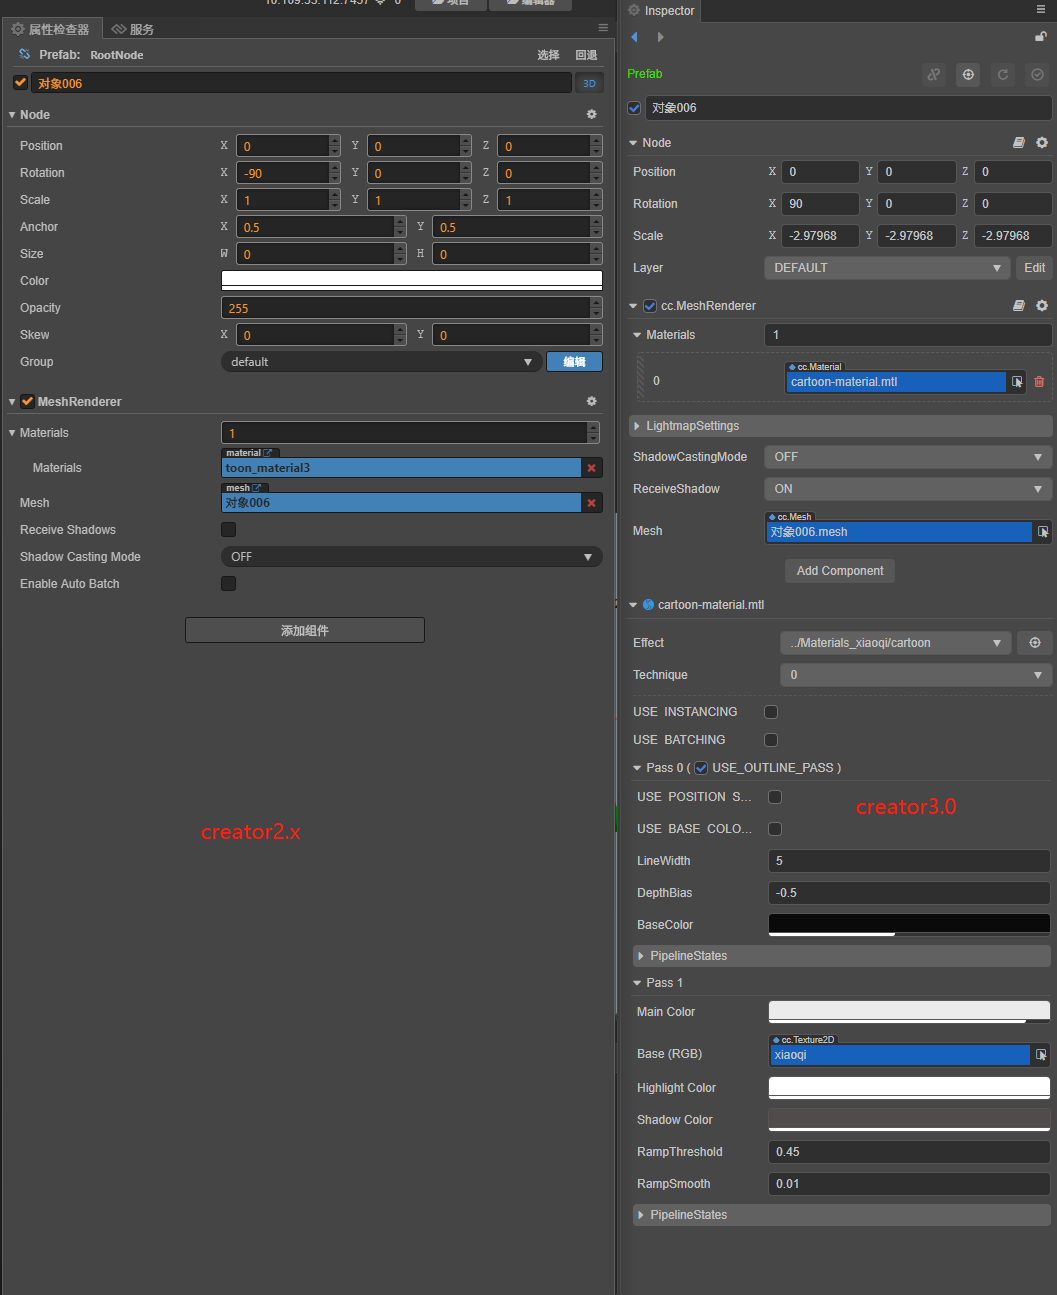 属性检查器
服务
Prefab: RootNode
选择 回退
对象006
3D
Node
Position X 0 Y 0 Z 0
Rotation X -90 Y 0 Z 0
Scale X 1 Y 1 Z 1
Anchor X 0.5 Y 0.5
Size W 0 H 0
Color
Opacity 255
Skew X 0 Y 0
Group default 编辑
MeshRenderer
Materials 1
material
Materials toon_material3
mesh
Mesh 对象006
Receive Shadows
Shadow Casting Mode OFF
Enable Auto Batch
添加组件
creator2.x
Inspector
Prefab
对象006
Node
Position X 0 Y 0 Z 0
Rotation X 90 Y 0 Z 0
Scale X -2.97968 Y -2.97968 Z -2.97968
Layer DEFAULT Edit
cc.MeshRenderer
Materials 1
cc.Material
0 cartoon-material.mtl
LightmapSettings
ShadowCastingMode OFF
ReceiveShadow ON
cc.Mesh
Mesh 对象006.mesh
Add Component
cartoon-material.mtl
Effect ../Materials_xiaoqi/cartoon
Technique 0
USE INSTANCING
USE BATCHING
Pass 0 ( USE_OUTLINE_PASS )
USE POSITION S...
creator3.0
USE BASE COLO...
LineWidth 5
DepthBias -0.5
BaseColor
PipelineStates
Pass 1
Main Color
cc.Texture2D
Base (RGB) xiaoqi
Highlight Color
Shadow Color
RampThreshold 0.45
RampSmooth 0.01
PipelineStates